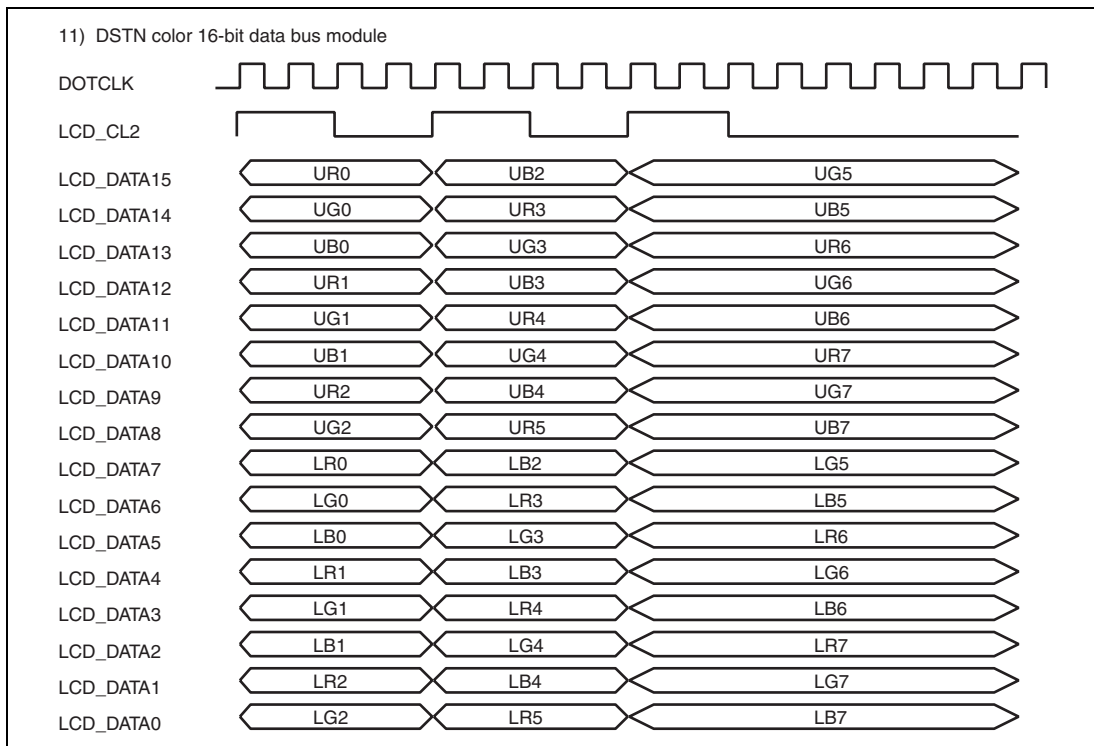 11) DSTN color 16-bit data bus module
DOTCLK
LCD_CL2
LCD_DATA15 UR0 UB2 UG5
LCD_DATA14 UG0 UR3 UB5
LCD_DATA13 UB0 UG3 UR6
LCD_DATA12 UR1 UB3 UG6
LCD_DATA11 UG1 UR4 UB6
LCD_DATA10 UB1 UG4 UR7
LCD_DATA9 UR2 UB4 UG7
LCD_DATA8 UG2 UR5 UB7
LCD_DATA7 LR0 LB2 LG5
LCD_DATA6 LG0 LR3 LB5
LCD_DATA5 LB0 LG3 LR6
LCD_DATA4 LR1 LB3 LG6
LCD_DATA3 LG1 LR4 LB6
LCD_DATA2 LB1 LG4 LR7
LCD_DATA1 LR2 LB4 LG7
LCD_DATA0 LG2 LR5 LB7